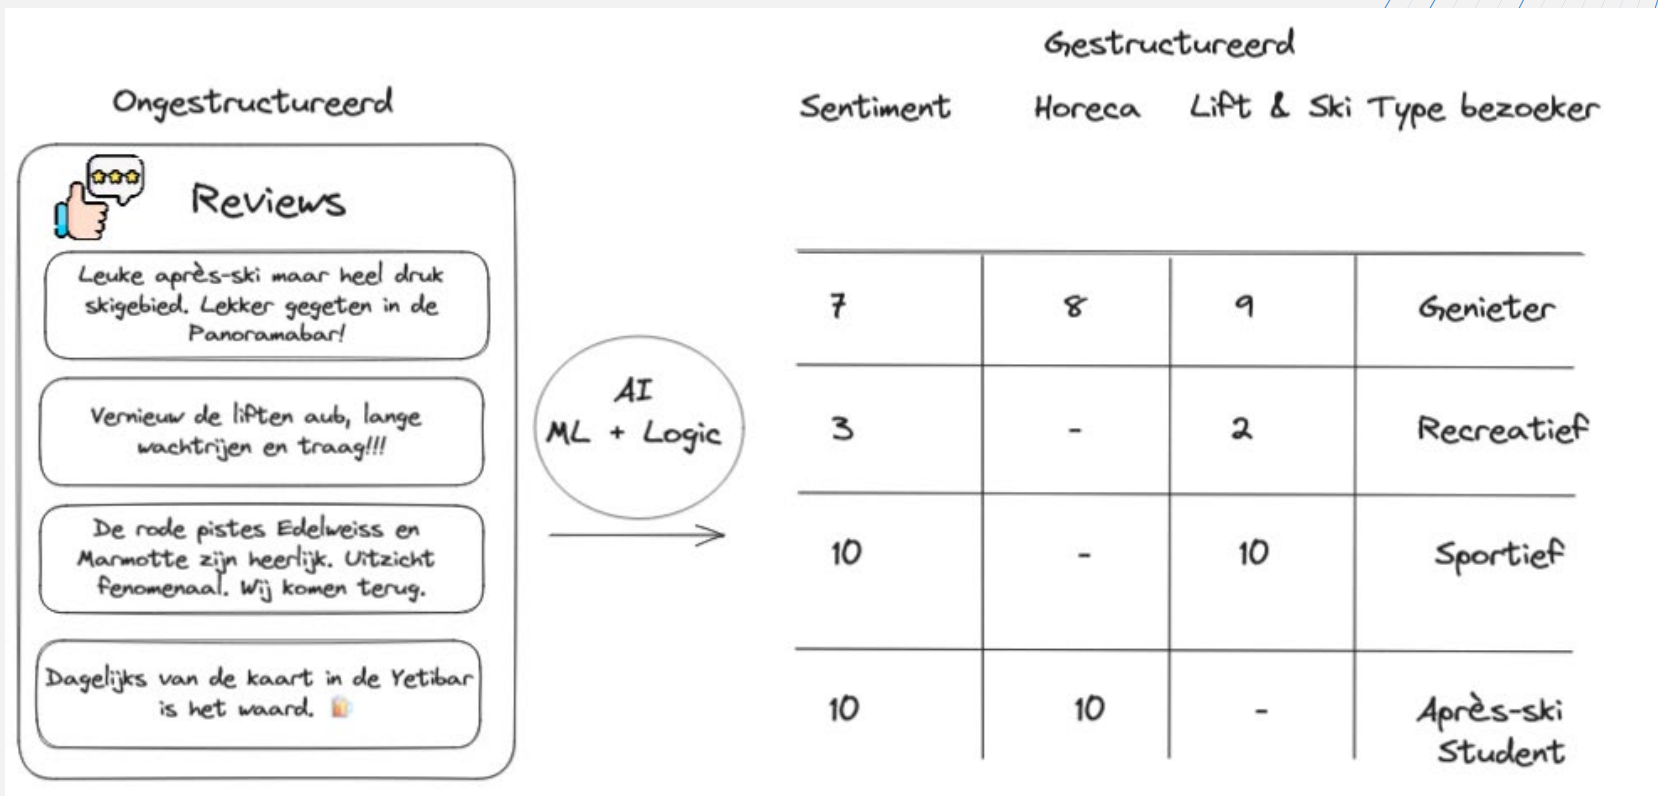 Ongestructureerd
Reviews
Leuke après-ski maar heel druk
skigebied. Lekker gegeten in de
Panoramabar!
Vernieuw de liften aub, lange
wachtrijen en traag!!!
De rode pistes Edelweiss en
Marmotte zijn heerlijk. Uitzicht
fenomenaal. Wij komen terug.
Dagelijks van de kaart in de Yetibar
is het waard.
AI
ML + Logic
Gestructureerd
Sentiment Horeca Lift & Ski Type bezoeker
7 8 9 Genieter
3 - 2 Recreatief
10 - 10 Sportief
10 10 - Après-ski
Student